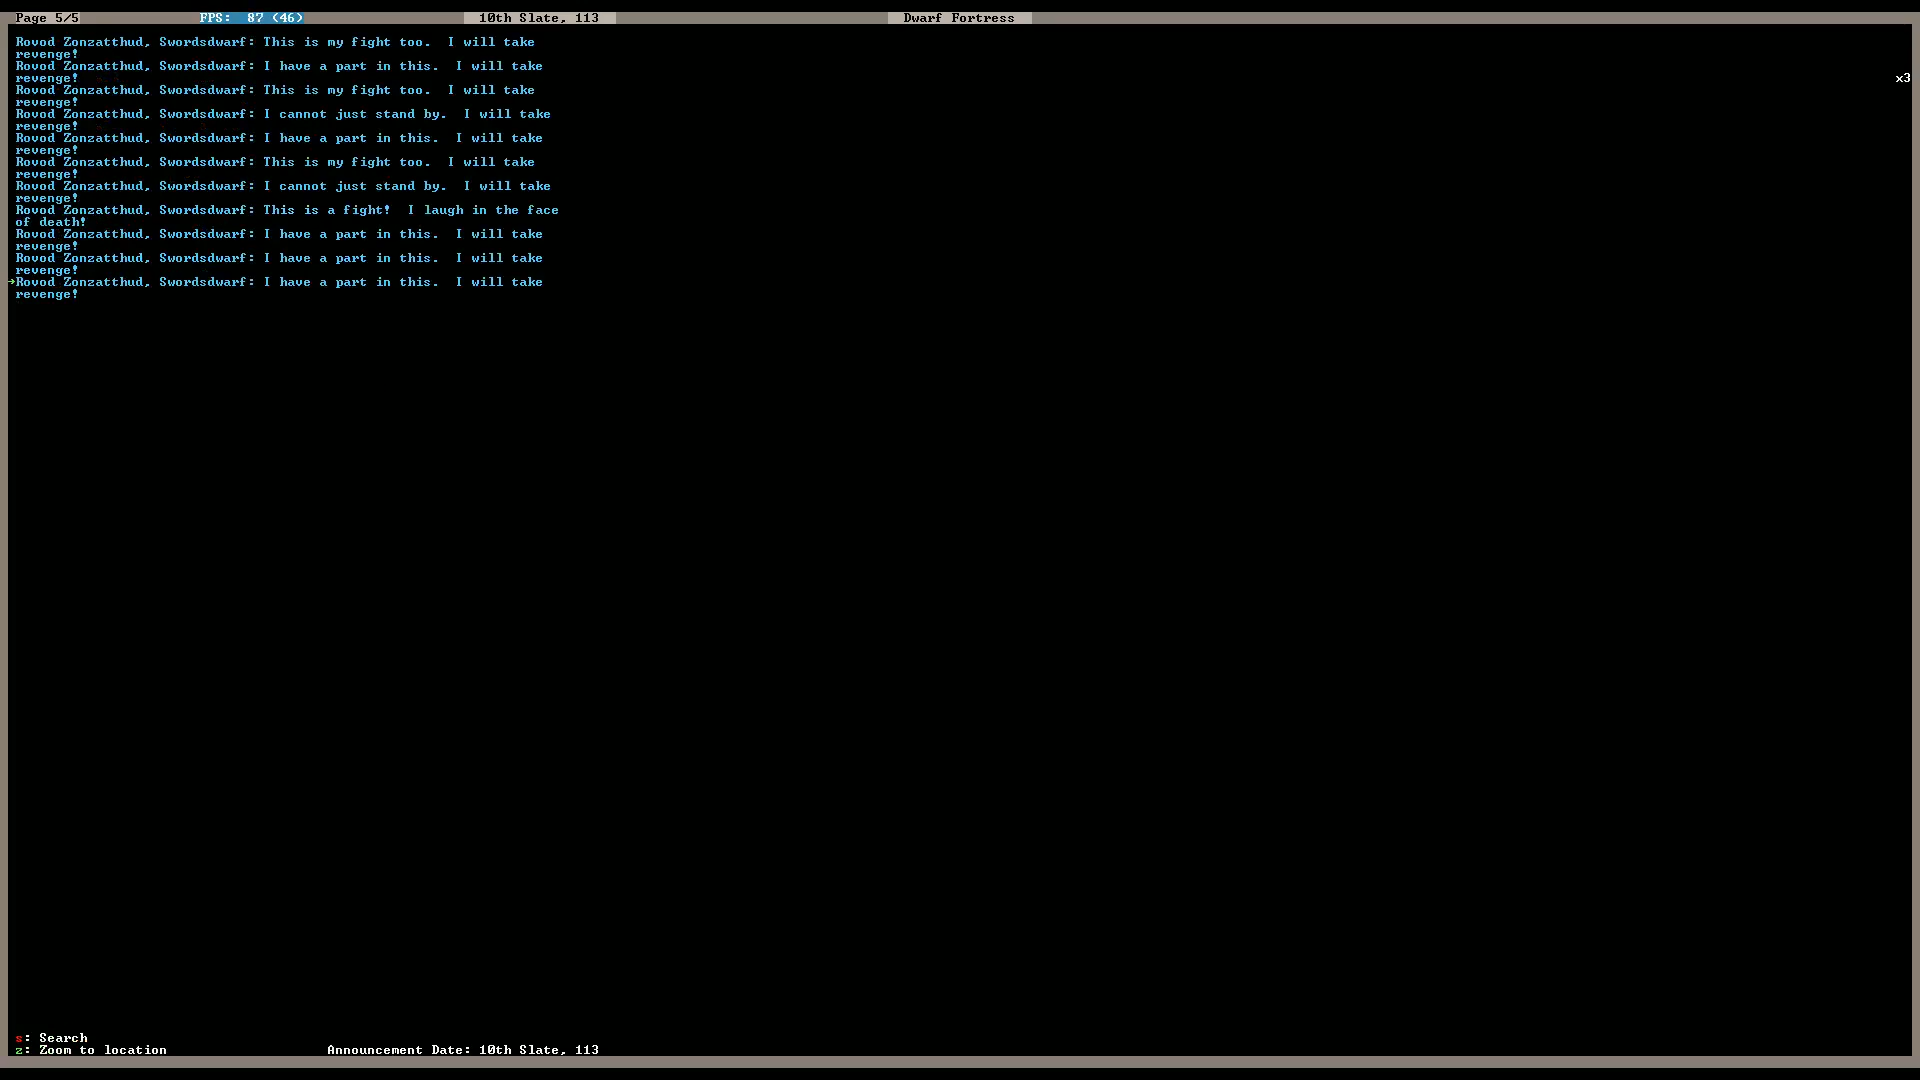 Page 5/5 FPS: 87 (46) 10th Slate, 113 Dwarf Fortress
Rovod Zonzatthud, Swordsdwarf: This is my fight too. I will take
revenge!
Rovod Zonzatthud, Swordsdwarf: I have a part in this. I will take
revenge! x3
Rovod Zonzatthud, Swordsdwarf: This is my fight too. I will take
revenge!
Rovod Zonzatthud, Swordsdwarf: I cannot just stand by. I will take
revenge!
Rovod Zonzatthud, Swordsdwarf: I have a part in this. I will take
revenge!
Rovod Zonzatthud, Swordsdwarf: This is my fight too. I will take
revenge!
Rovod Zonzatthud, Swordsdwarf: I cannot just stand by. I will take
revenge!
Rovod Zonzatthud, Swordsdwarf: This is a fight! I laugh in the face
of death!
Rovod Zonzatthud, Swordsdwarf: I have a part in this. I will take
revenge!
Rovod Zonzatthud, Swordsdwarf: I have a part in this. I will take
revenge!
→Rovod Zonzatthud, Swordsdwarf: I have a part in this. I will take
revenge!
s: Search
z: Zoom to location Announcement Date: 10th Slate, 113